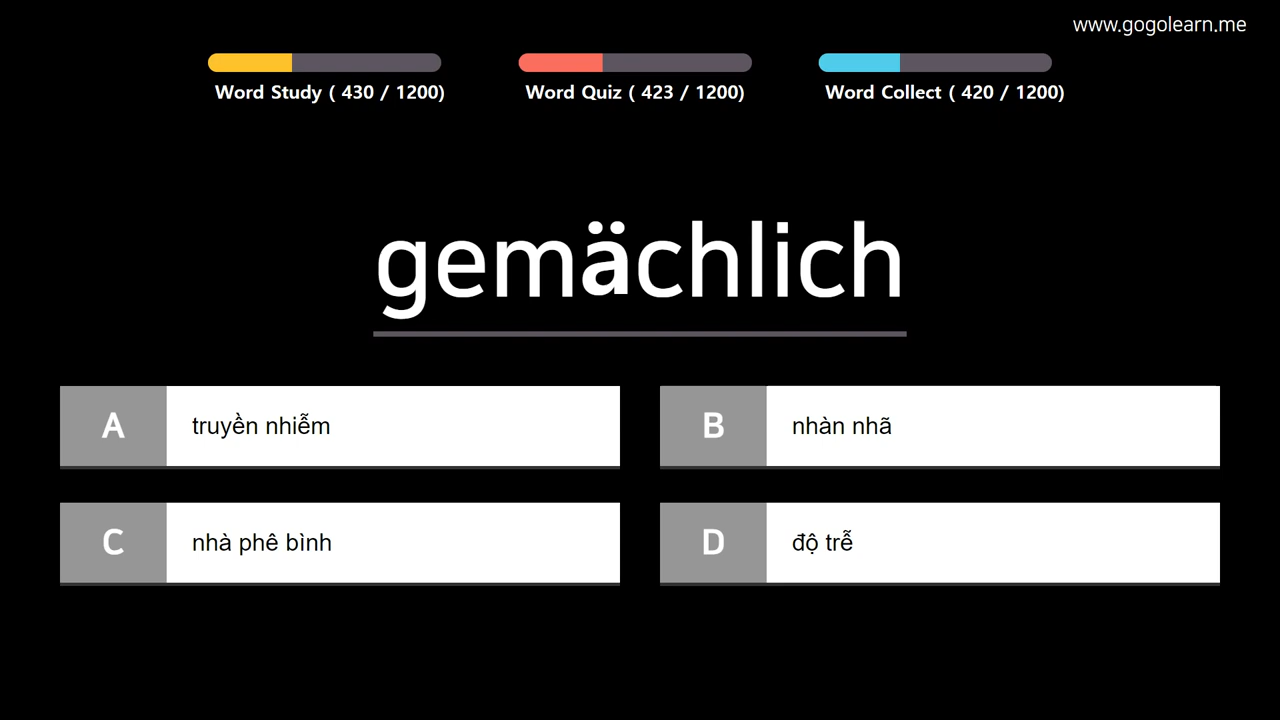 www.gogolearn.me
Word Study ( 430 / 1200)
Word Quiz ( 423 / 1200)
Word Collect ( 420 / 1200)
gemächlich
A truyền nhiễm
B nhàn nhã
C nhà phê bình
D độ trễ